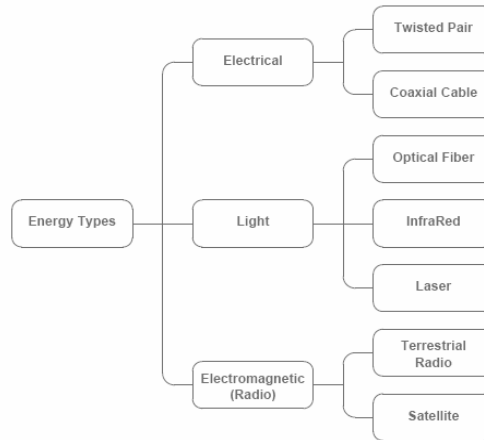 Twisted Pair
Electrical
Coaxial Cable
Optical Fiber
Energy Types
Light
InfraRed
Laser
Terrestrial
Radio
Electromagnetic
(Radio)
Satellite